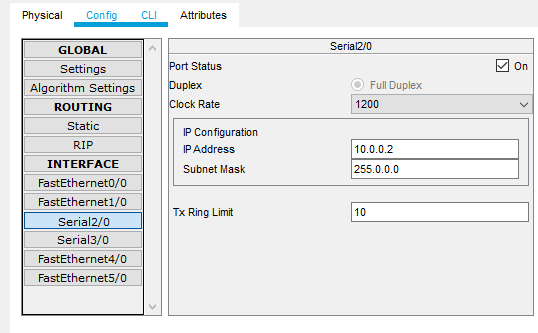 Physical Config CLI Attributes
GLOBAL
Settings
Algorithm Settings
ROUTING
Static
RIP
INTERFACE
FastEthernet0/0
FastEthernet1/0
Serial2/0
Serial3/0
FastEthernet4/0
FastEthernet5/0
Serial2/0
Port Status On
Duplex Full Duplex
Clock Rate 1200
IP Configuration
IP Address 10.0.0.2
Subnet Mask 255.0.0.0
Tx Ring Limit 10